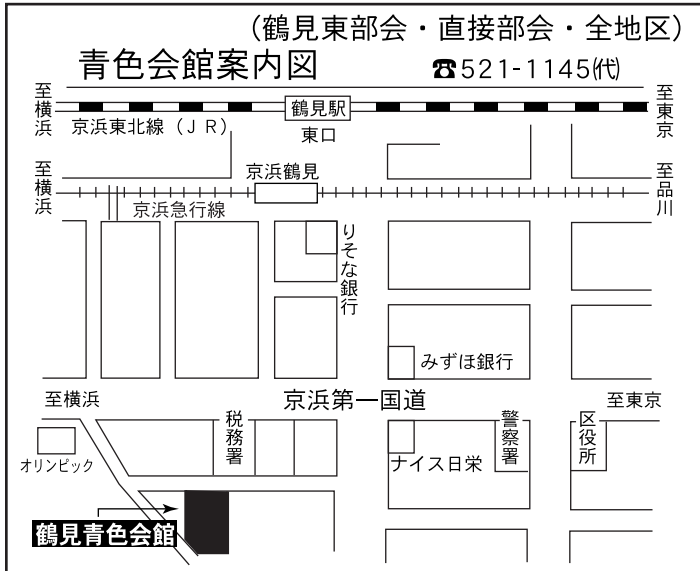 (鶴見東部会・直接部会・全地区)
青色会館案内図
☎521-1145㈹
至横浜
鶴見駅
至東京
京浜東北線(JR)
東口
至横浜
京浜鶴見
至品川
京浜急行線
りそな銀行
みずほ銀行
至横浜
京浜第一国道
至東京
オリンピック
税務署
ナイス日栄
警察署
区役所
鶴見青色会館